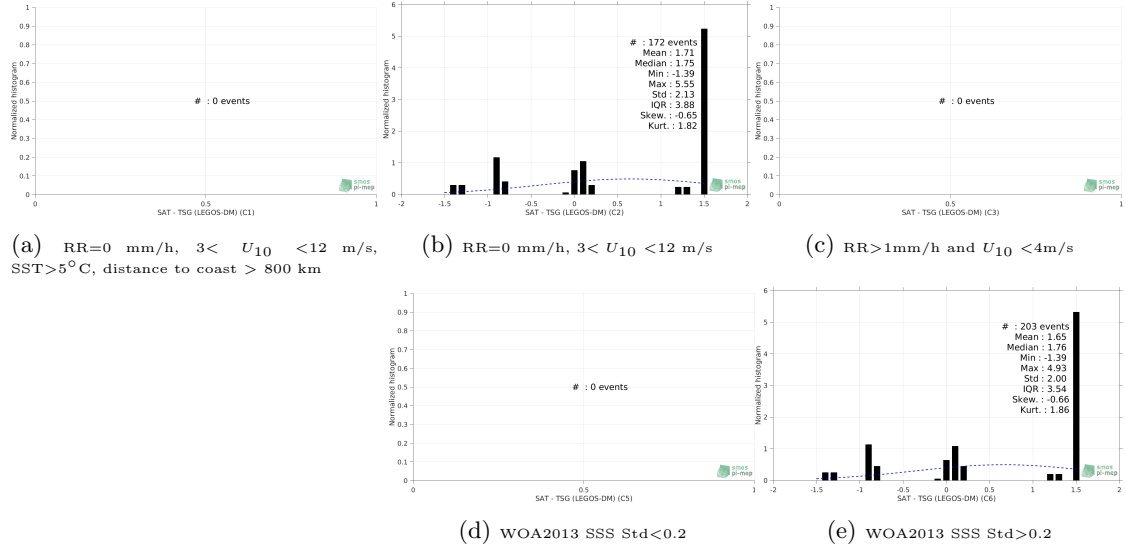 1
0.9
0.8
0.7
0.6
0.5
0.4
0.3
0.2
0.1
0
Normalized histogram
# : 0 events
smos
pi-mep
0 0.5 1
SAT - TSG (LEGOS-DM) (C1)
(a) RR=0 mm/h, 3< U10 <12 m/s,
SST>5°C, distance to coast > 800 km
6
5
4
3
2
1
0
Normalized histogram
# : 172 events
Mean : 1.71
Median : 1.75
Min : -1.39
Max : 5.55
Std : 2.13
IQR : 3.88
Skew. : -0.65
Kurt. : 1.82
smos
pi-mep
-2 -1.5 -1 -0.5 0 0.5 1 1.5 2
SAT - TSG (LEGOS-DM) (C2)
(b) RR=0 mm/h, 3< U10 <12 m/s
1
0.9
0.8
0.7
0.6
0.5
0.4
0.3
0.2
0.1
0
Normalized histogram
# : 0 events
smos
pi-mep
0 0.5 1
SAT - TSG (LEGOS-DM) (C3)
(c) RR>1mm/h and U10 <4m/s
1
0.9
0.8
0.7
0.6
0.5
0.4
0.3
0.2
0.1
0
Normalized histogram
# : 0 events
smos
pi-mep
0 0.5 1
SAT - TSG (LEGOS-DM) (C5)
(d) WOA2013 SSS Std<0.2
6
5
4
3
2
1
0
Normalized histogram
# : 203 events
Mean : 1.65
Median : 1.76
Min : -1.39
Max : 4.93
Std : 2.00
IQR : 3.54
Skew. : -0.66
Kurt. : 1.86
smos
pi-mep
-2 -1.5 -1 -0.5 0 0.5 1 1.5 2
SAT - TSG (LEGOS-DM) (C6)
(e) WOA2013 SSS Std>0.2